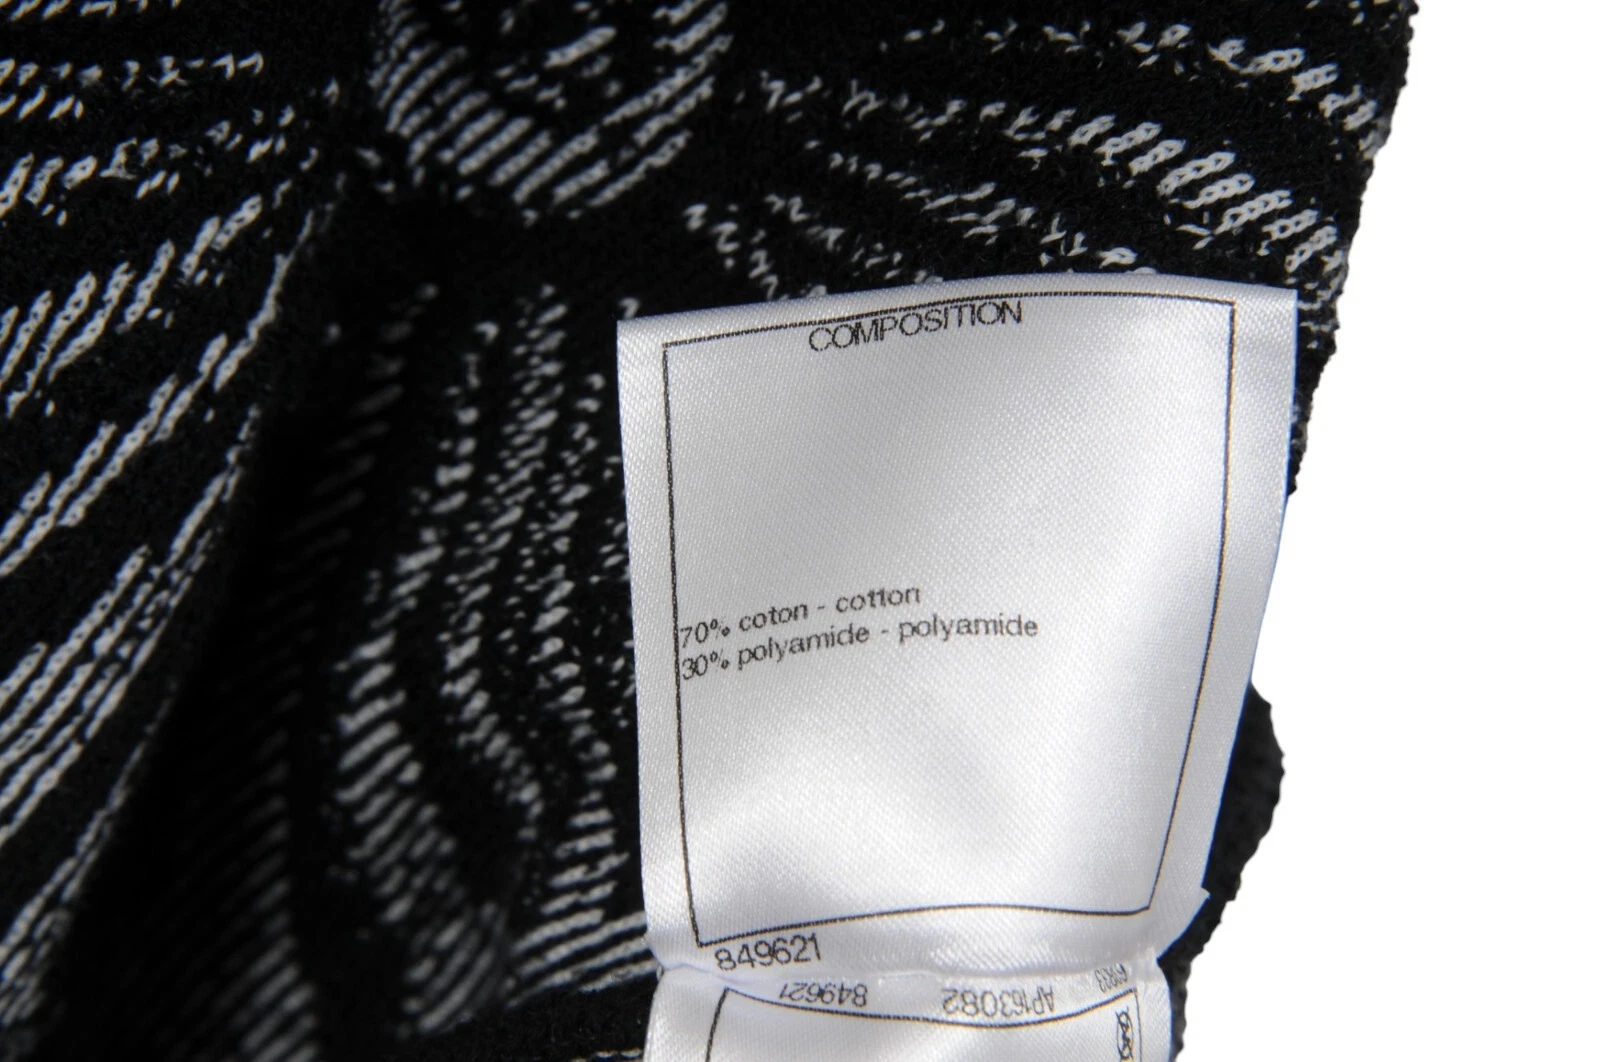 COMPOSITION
70% coton - cotton
30% polyamide - polyamide
849621
849621 AP163082